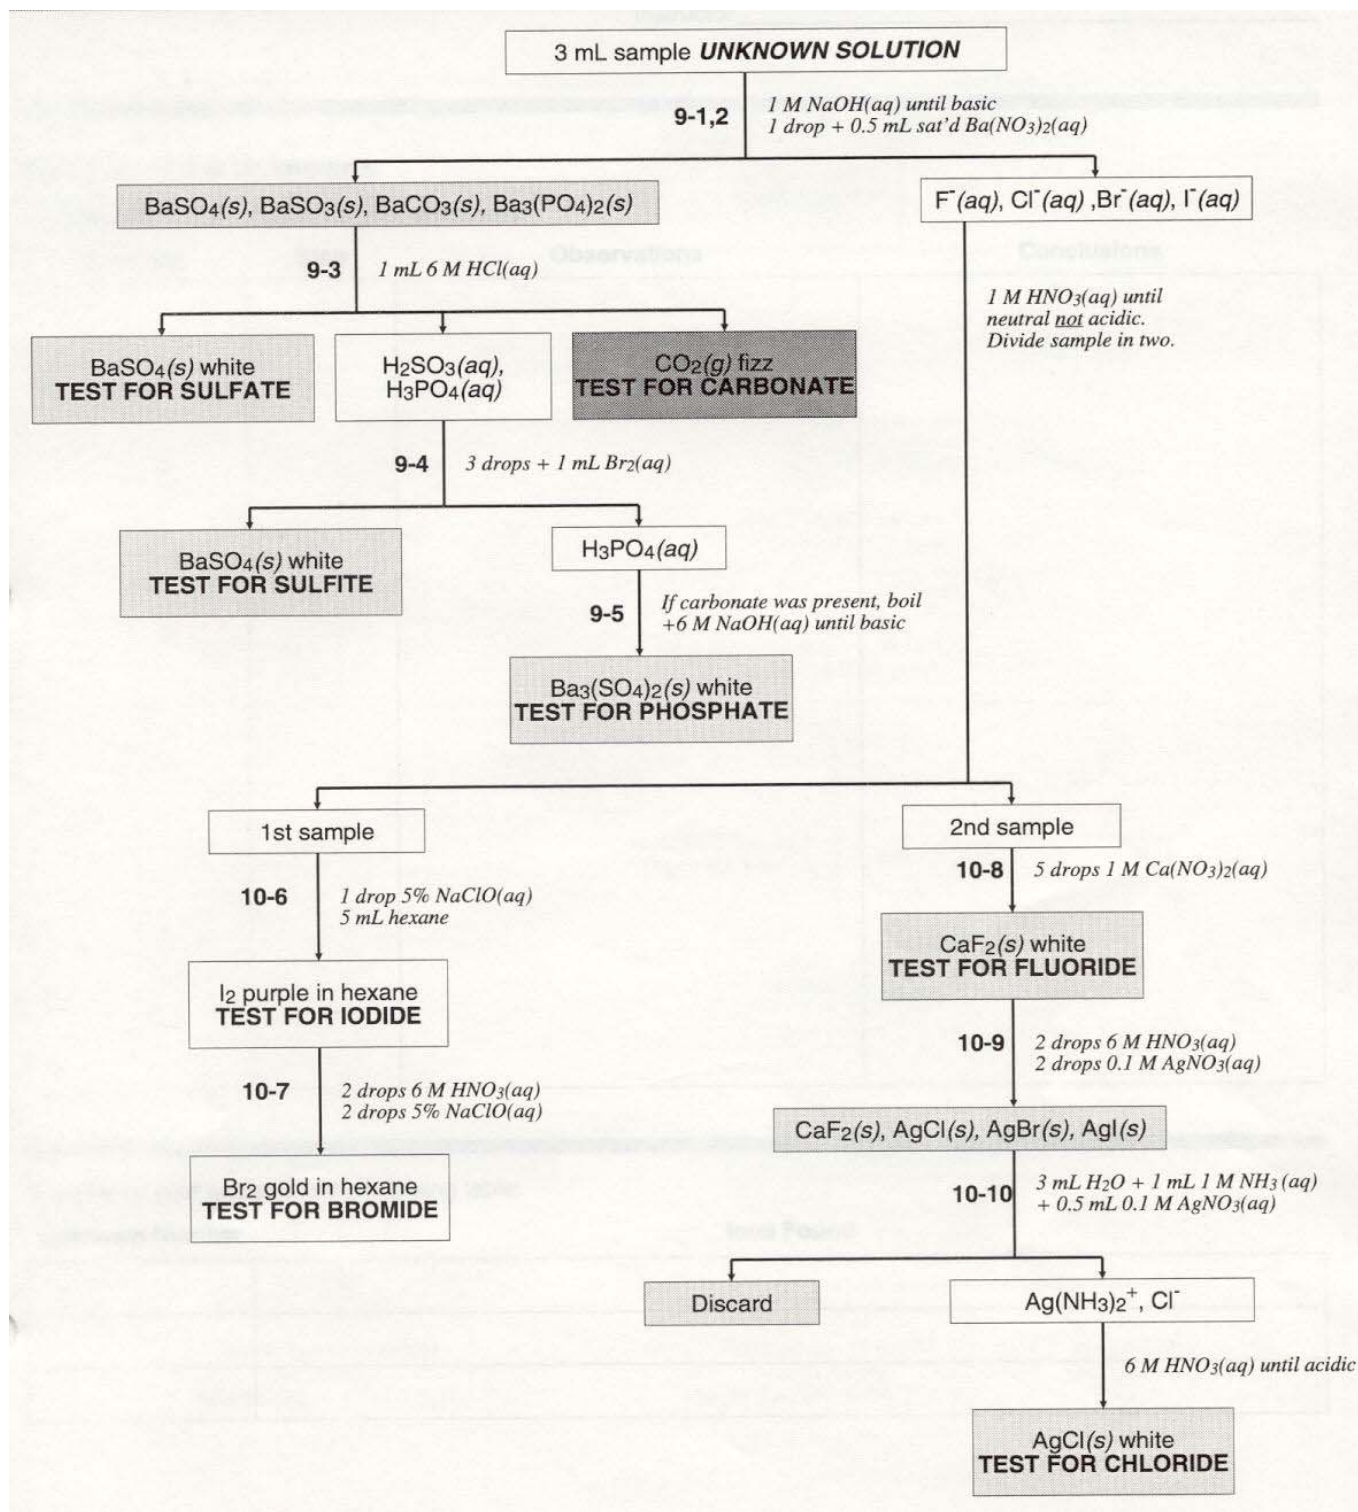 3 mL sample UNKNOWN SOLUTION
9-1,2
1 M NaOH(aq) until basic
1 drop + 0.5 mL sat'd Ba(NO3)2(aq)
BaSO4(s), BaSO3(s), BaCO3(s), Ba3(PO4)2(s)
F-(aq), Cl-(aq) ,Br-(aq), I-(aq)
9-3
1 mL 6 M HCl(aq)
1 M HNO3(aq) until
neutral not acidic.
Divide sample in two.
BaSO4(s) white
TEST FOR SULFATE
H2SO3(aq),
H3PO4(aq)
CO2(g) fizz
TEST FOR CARBONATE
9-4
3 drops + 1 mL Br2(aq)
BaSO4(s) white
TEST FOR SULFITE
H3PO4(aq)
9-5
If carbonate was present, boil
+6 M NaOH(aq) until basic
Ba3(SO4)2(s) white
TEST FOR PHOSPHATE
1st sample
10-6
1 drop 5% NaClO(aq)
5 mL hexane
I2 purple in hexane
TEST FOR IODIDE
10-7
2 drops 6 M HNO3(aq)
2 drops 5% NaClO(aq)
Br2 gold in hexane
TEST FOR BROMIDE
2nd sample
10-8
5 drops 1 M Ca(NO3)2(aq)
CaF2(s) white
TEST FOR FLUORIDE
10-9
2 drops 6 M HNO3(aq)
2 drops 0.1 M AgNO3(aq)
CaF2(s), AgCl(s), AgBr(s), AgI(s)
10-10
3 mL H2O + 1 mL 1 M NH3 (aq)
+ 0.5 mL 0.1 M AgNO3(aq)
Discard
Ag(NH3)2+, Cl-
6 M HNO3(aq) until acidic
AgCl(s) white
TEST FOR CHLORIDE
Observations
Conclusions